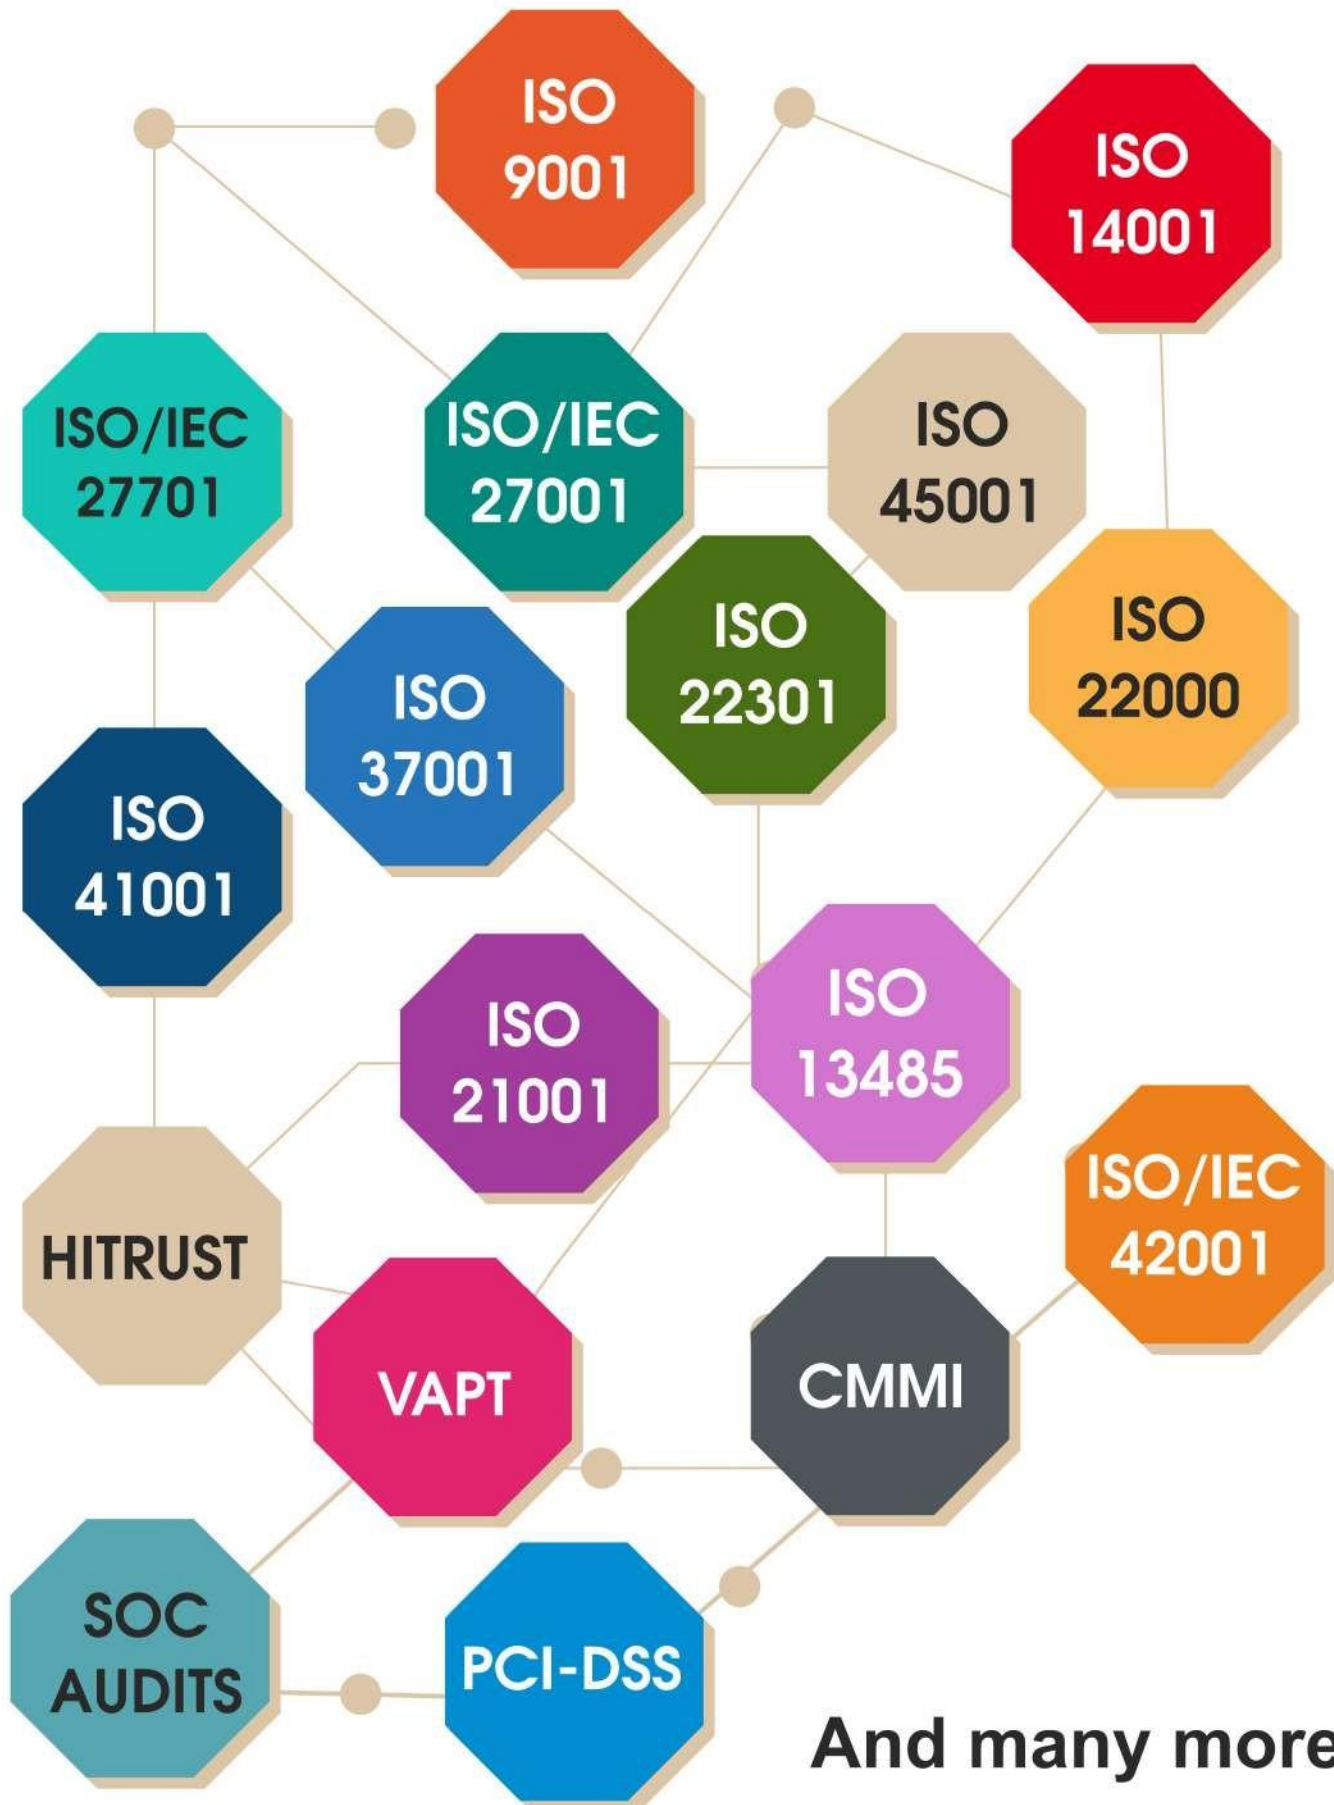 ISO
9001
ISO
14001
ISO/IEC
27701
ISO/IEC
27001
ISO
45001
ISO
37001
ISO
22301
ISO
22000
ISO
41001
ISO
21001
ISO
13485
HITRUST
VAPT
CMMI
ISO/IEC
42001
SOC
AUDITS
PCI-DSS
And many more